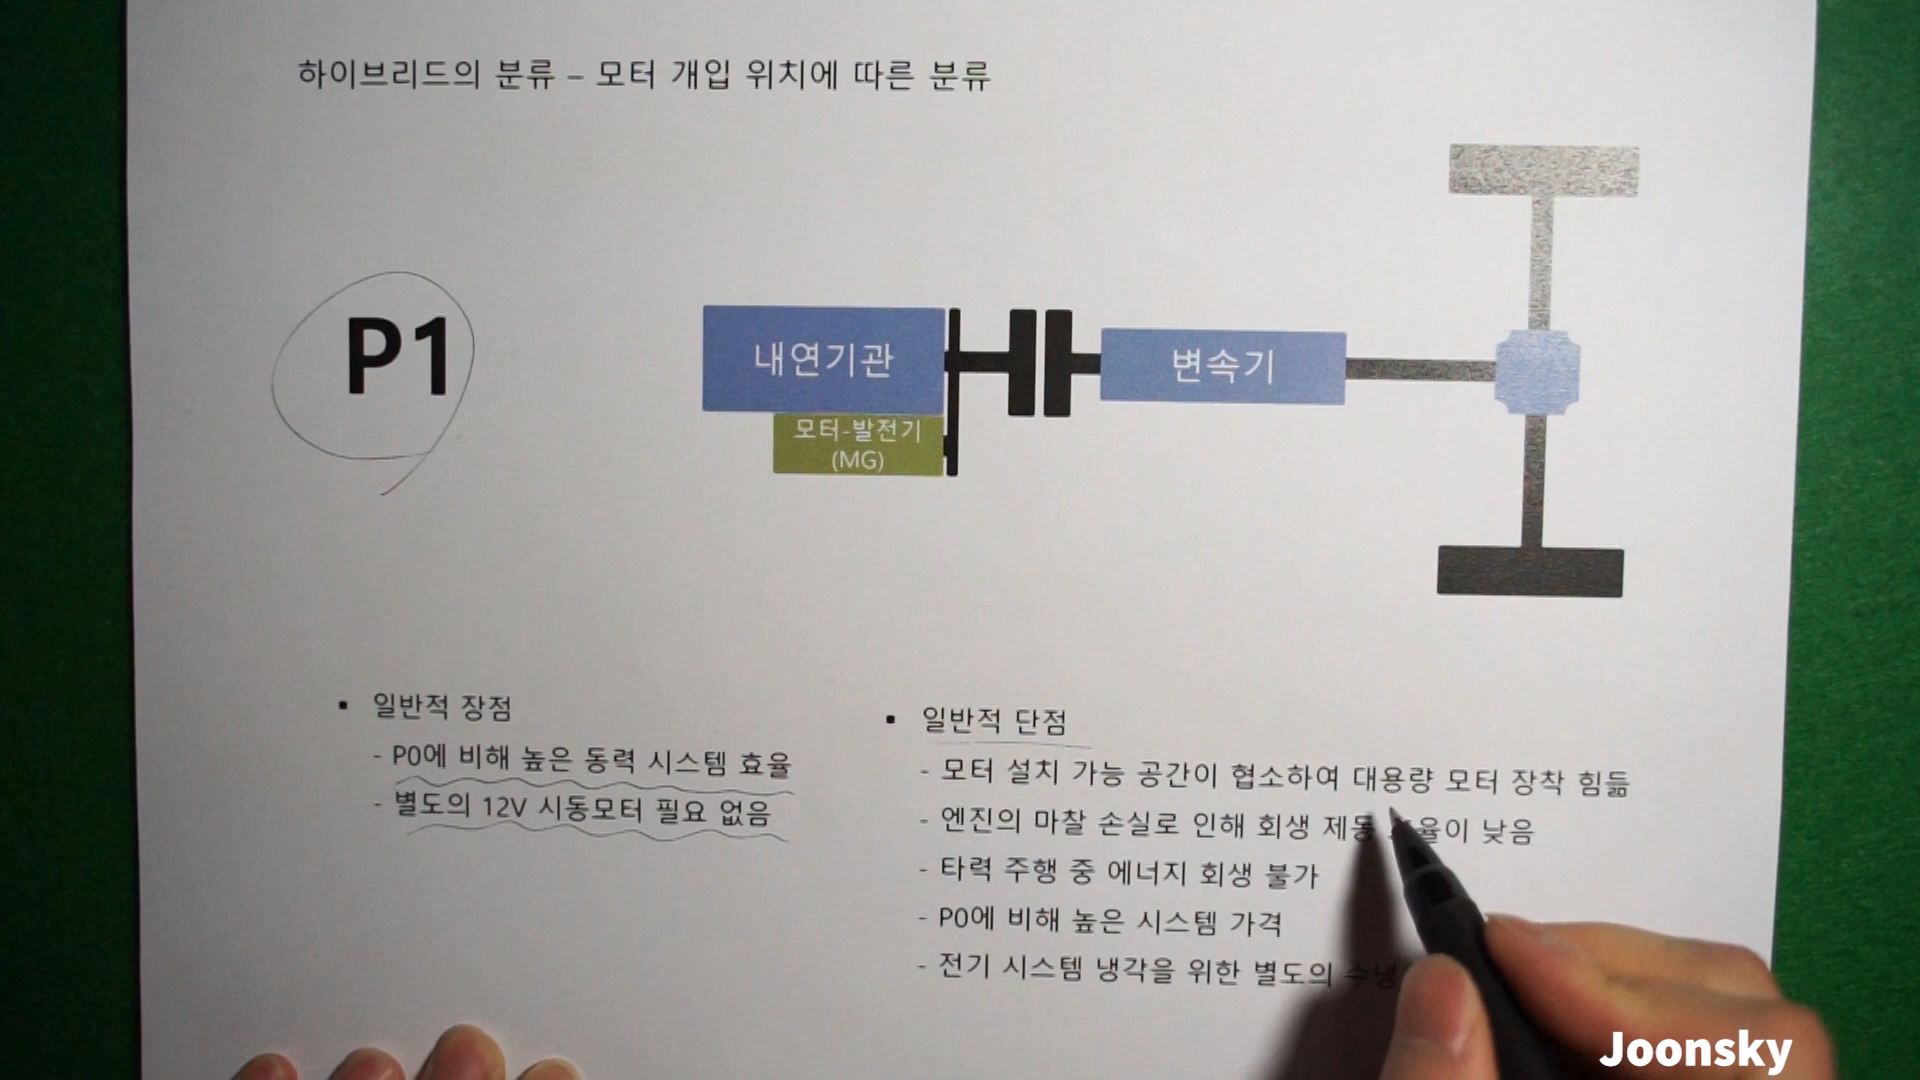 하이브리드의 분류 – 모터 개입 위치에 따른 분류
P1
내연기관
변속기
모터-발전기
(MG)
▪ 일반적 장점
- P0에 비해 높은 동력 시스템 효율
- 별도의 12V 시동모터 필요 없음
▪ 일반적 단점
- 모터 설치 가능 공간이 협소하여 대용량 모터 장착 힘듦
- 엔진의 마찰 손실로 인해 회생 제동 효율이 낮음
- 타력 주행 중 에너지 회생 불가
- P0에 비해 높은 시스템 가격
- 전기 시스템 냉각을 위한 별도의
Joonsky